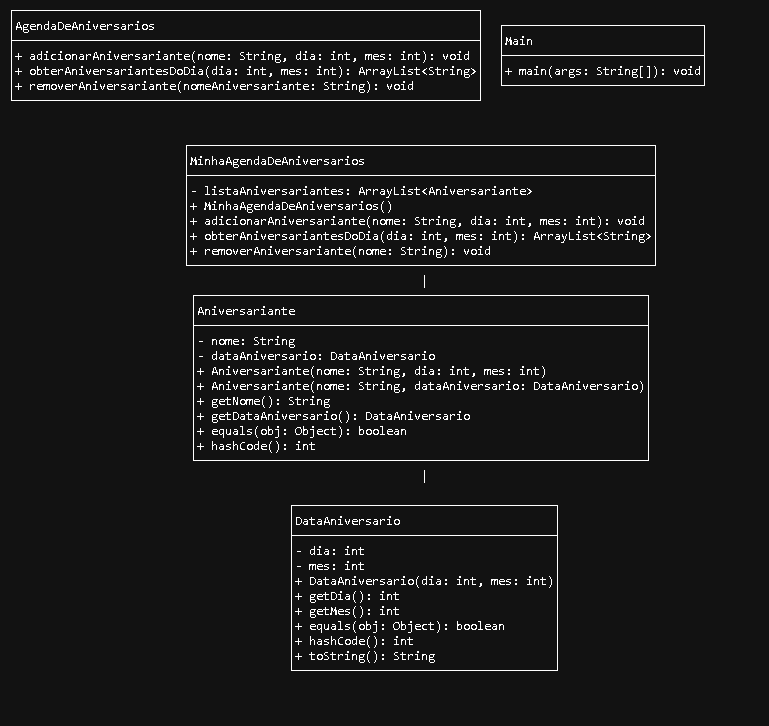 AgendaDeAniversarios
+ adicionarAniversariante(nome: String, dia: int, mes: int): void
+ obterAniversariantesDoDia(dia: int, mes: int): ArrayList<String>
+ removerAniversariante(nomeAniversariante: String): void
Main
+ main(args: String[]): void
MinhaAgendaDeAniversarios
- listaAniversariantes: ArrayList<Aniversariante>
+ MinhaAgendaDeAniversarios()
+ adicionarAniversariante(nome: String, dia: int, mes: int): void
+ obterAniversariantesDoDia(dia: int, mes: int): ArrayList<String>
+ removerAniversariante(nome: String): void
Aniversariante
- nome: String
- dataAniversario: DataAniversario
+ Aniversariante(nome: String, dia: int, mes: int)
+ Aniversariante(nome: String, dataAniversario: DataAniversario)
+ getNome(): String
+ getDataAniversario(): DataAniversario
+ equals(obj: Object): boolean
+ hashCode(): int
DataAniversario
- dia: int
- mes: int
+ DataAniversario(dia: int, mes: int)
+ getDia(): int
+ getMes(): int
+ equals(obj: Object): boolean
+ hashCode(): int
+ toString(): String